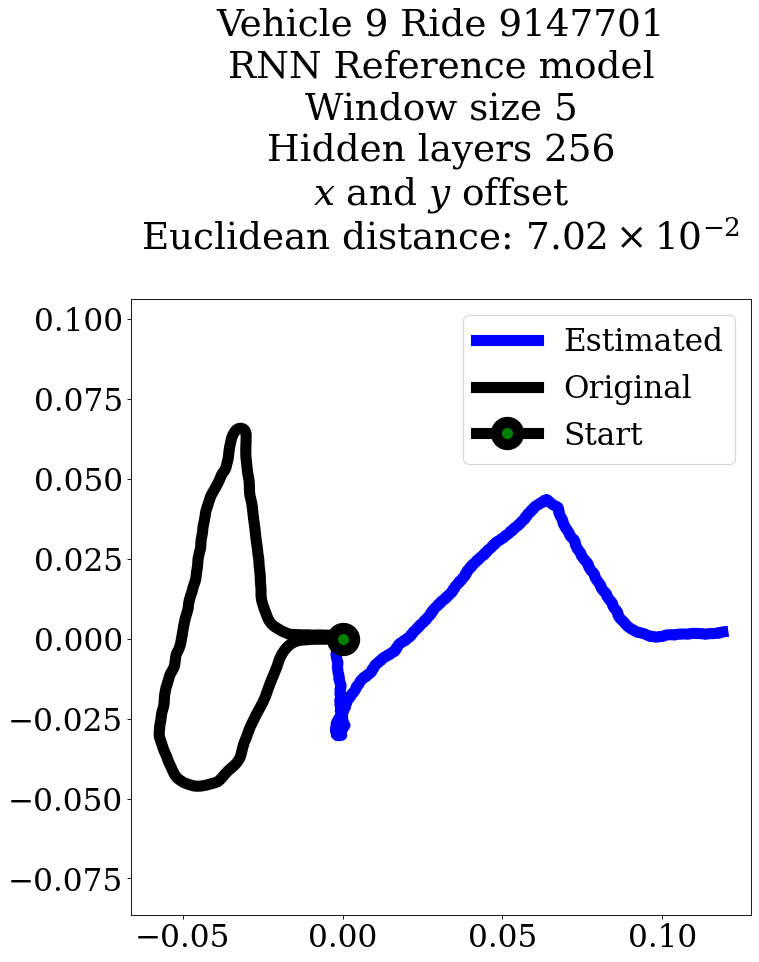 Vehicle 9 Ride 9147701
RNN Reference model
Window size 5
Hidden layers 256
x and y offset
Euclidean distance: 7.02 × 10⁻²
Estimated
Original
Start
0.100
0.075
0.050
0.025
0.000
−0.025
−0.050
−0.075
−0.05 0.00 0.05 0.10